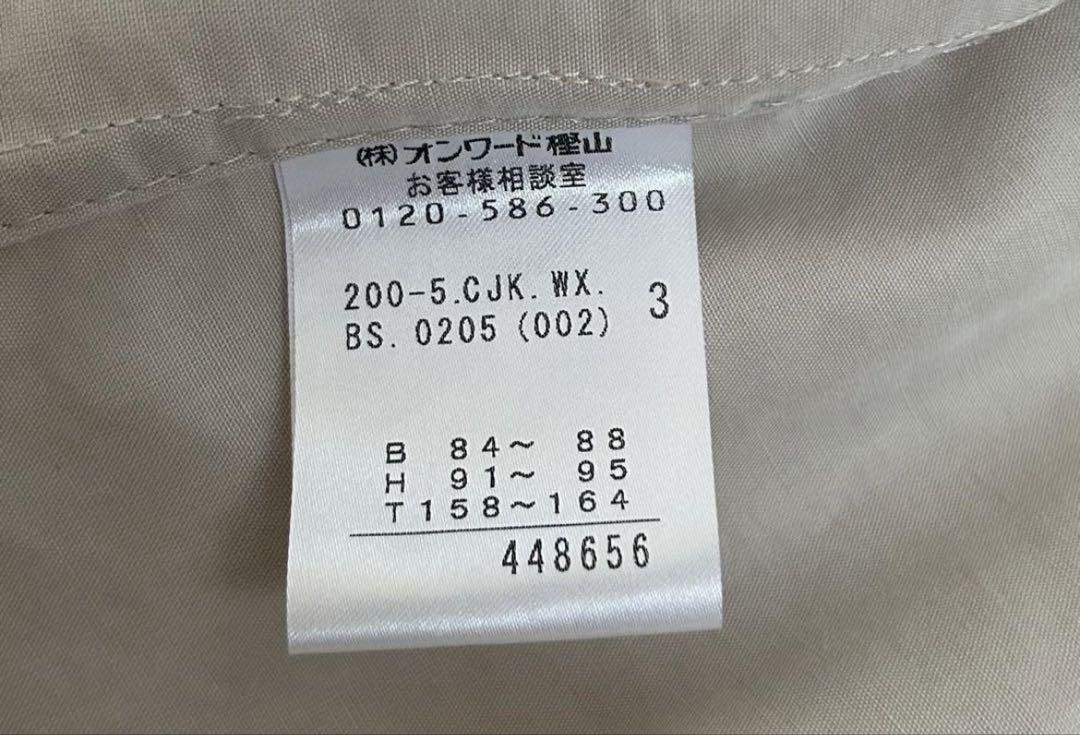 (株)オンワード樫山
お客様相談室
0120-586-300
200-5.CJK.WX.
BS.0205(002)
3
B 84～ 88
H 91～ 95
T158～164
448656